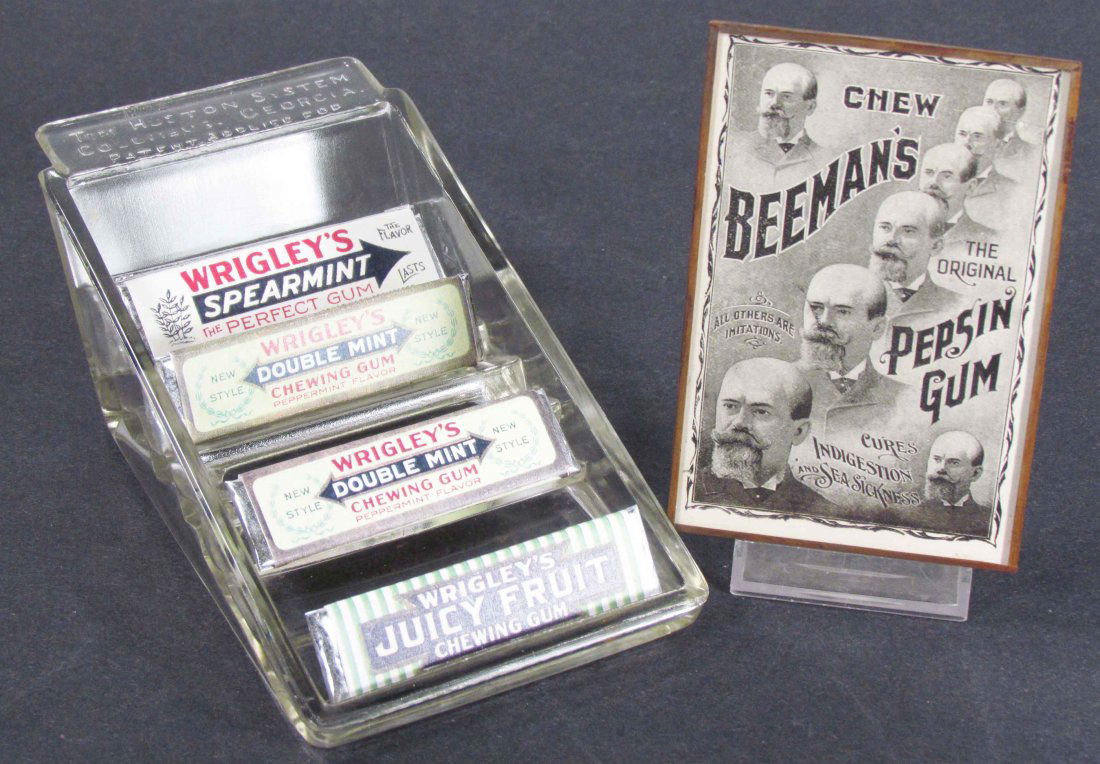 THE HUSTON SYSTEM
COLUMBUS, GEORGIA.
PATENT APPLIED FOR
WRIGLEY'S
SPEARMINT
THE PERFECT GUM
THE
FLAVOR
LASTS
WRIGLEY'S
DOUBLE MINT
CHEWING GUM
PEPPERMINT FLAVOR
NEW
STYLE
NEW
STYLE
WRIGLEY'S
DOUBLE MINT
CHEWING GUM
PEPPERMINT FLAVOR
NEW
STYLE
NEW
STYLE
WRIGLEY'S
JUICY FRUIT
CHEWING GUM
CHEW
BEEMAN'S
THE
ORIGINAL
PEPSIN
GUM
ALL OTHERS ARE
IMITATIONS
CURES
INDIGESTION
AND SEA SICKNESS